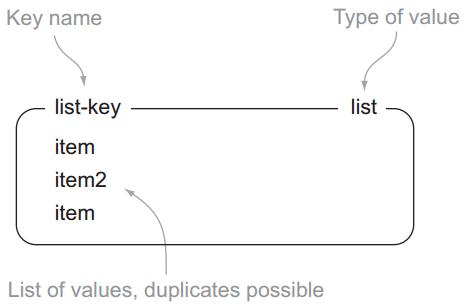 Key name
Type of value
list-key
list
item
item2
item
List of values, duplicates possible